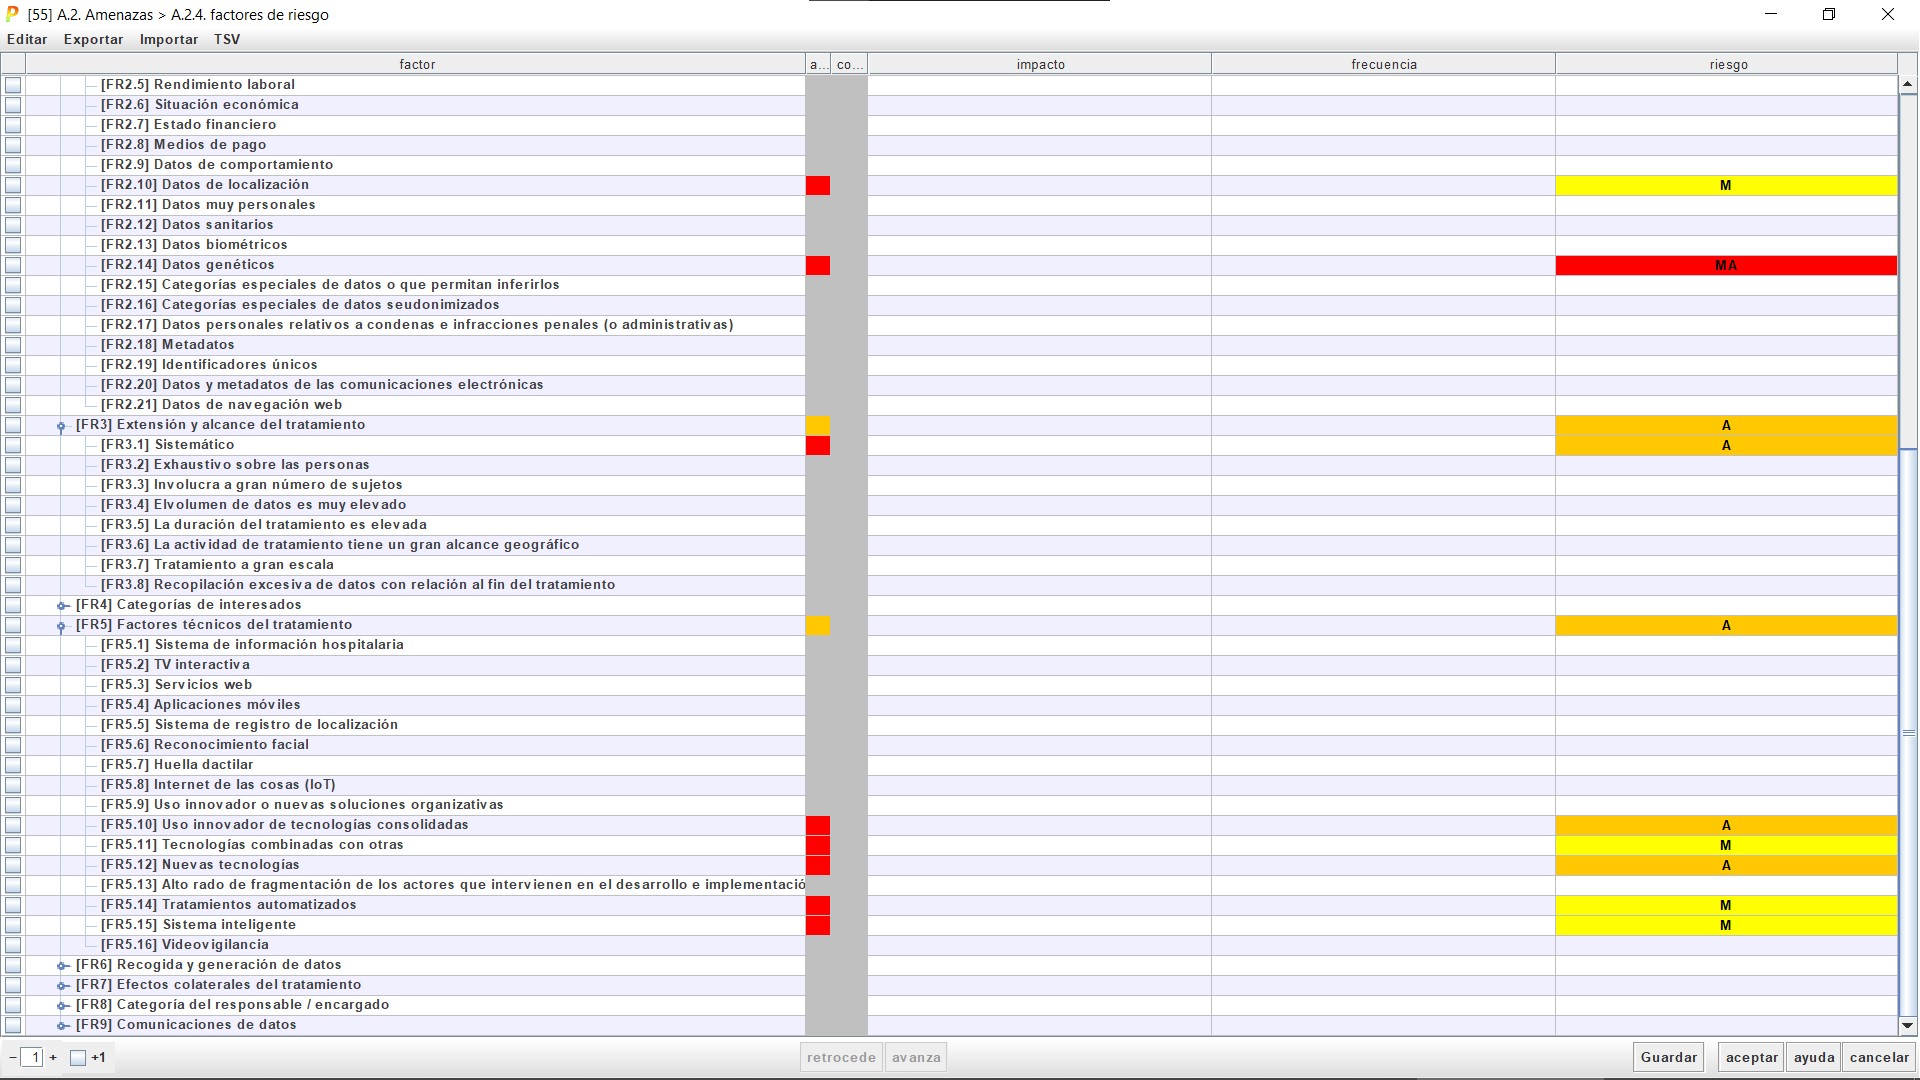 [55] A.2. Amenazas > A.2.4. factores de riesgo
Editar Exportar Importar TSV
factor a... co... impacto frecuencia riesgo
[FR2.5] Rendimiento laboral
[FR2.6] Situación económica
[FR2.7] Estado financiero
[FR2.8] Medios de pago
[FR2.9] Datos de comportamiento
[FR2.10] Datos de localización M
[FR2.11] Datos muy personales
[FR2.12] Datos sanitarios
[FR2.13] Datos biométricos
[FR2.14] Datos genéticos MA
[FR2.15] Categorías especiales de datos o que permitan inferirlos
[FR2.16] Categorías especiales de datos seudonimizados
[FR2.17] Datos personales relativos a condenas e infracciones penales (o administrativas)
[FR2.18] Metadatos
[FR2.19] Identificadores únicos
[FR2.20] Datos y metadatos de las comunicaciones electrónicas
[FR2.21] Datos de navegación web
[FR3] Extensión y alcance del tratamiento A
[FR3.1] Sistemático A
[FR3.2] Exhaustivo sobre las personas
[FR3.3] Involucra a gran número de sujetos
[FR3.4] Elvolumen de datos es muy elevado
[FR3.5] La duración del tratamiento es elevada
[FR3.6] La actividad de tratamiento tiene un gran alcance geográfico
[FR3.7] Tratamiento a gran escala
[FR3.8] Recopilación excesiva de datos con relación al fin del tratamiento
[FR4] Categorías de interesados
[FR5] Factores técnicos del tratamiento A
[FR5.1] Sistema de información hospitalaria
[FR5.2] TV interactiva
[FR5.3] Servicios web
[FR5.4] Aplicaciones móviles
[FR5.5] Sistema de registro de localización
[FR5.6] Reconocimiento facial
[FR5.7] Huella dactilar
[FR5.8] Internet de las cosas (IoT)
[FR5.9] Uso innovador o nuevas soluciones organizativas
[FR5.10] Uso innovador de tecnologías consolidadas A
[FR5.11] Tecnologías combinadas con otras M
[FR5.12] Nuevas tecnologías A
[FR5.13] Alto rado de fragmentación de los actores que intervienen en el desarrollo e implementació
[FR5.14] Tratamientos automatizados M
[FR5.15] Sistema inteligente M
[FR5.16] Videovigilancia
[FR6] Recogida y generación de datos
[FR7] Efectos colaterales del tratamiento
[FR8] Categoría del responsable / encargado
[FR9] Comunicaciones de datos
− 1 + +1 retrocede avanza Guardar aceptar ayuda cancelar